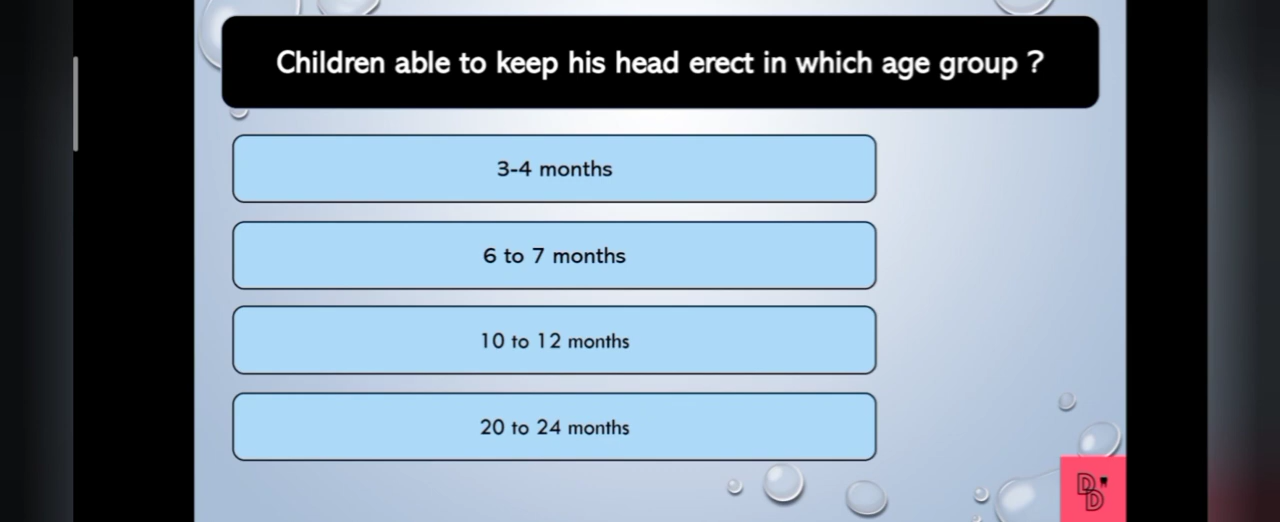 Children able to keep his head erect in which age group ?
3-4 months
6 to 7 months
10 to 12 months
20 to 24 months
DD